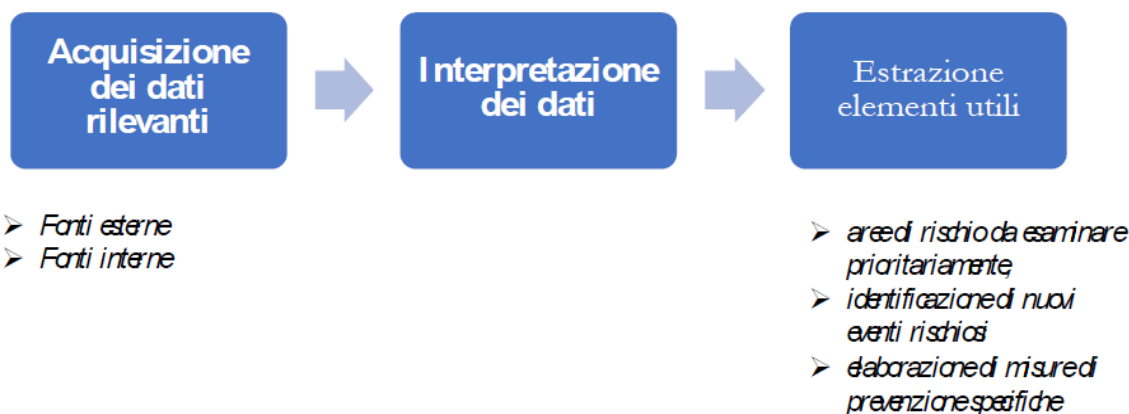 Acquisizione
dei dati
rilevanti
Interpretazione
dei dati
Estrazione
elementi utili
➢ Fonti esterne
➢ Fonti interne
➢ aree di rischio da esaminare
prioritariamente,
➢ identificazione di nuovi
eventi rischiosi
➢ elaborazione di misure di
prevenzione specifiche